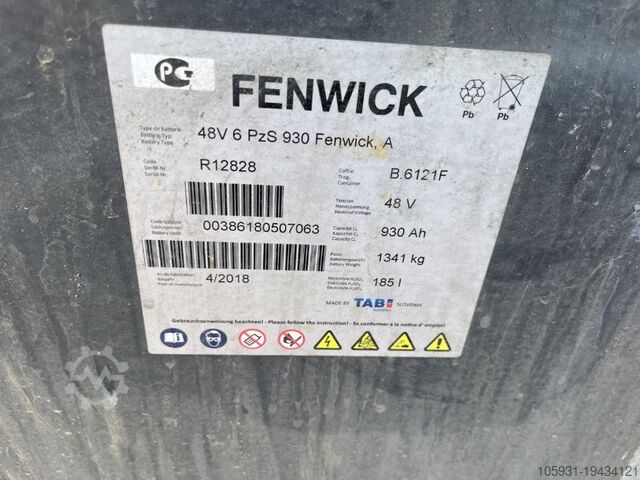 PG
FENWICK
Pb
Pb
Type de batterie
Batterie Typ
Battery Type
48V 6 PzS 930 Fenwick, A
Code
Serial-Nr.
Serial-Nr.
R12828
Coffre
Trog
Container
B.6121F
Tension
Nennspannung
Nominal Voltage
48 V
Code batterie
Sachnummer
Battery Code
00386180507063
Capacité C₅
Kapazität C₅
Capacity C₅
930 Ah
Poids
Batteriegewicht
Battery Weight
1341 kg
An de fabrication
Baujahr
Year of manufacture
4/2018
Electrolyte H₂SO₄
Elektrolyt H₂SO₄
Electrolyte H₂SO₄
185 l
MADE BY TAB batteries SLOVENIA
Gebrauchsanweisung beachten! - Please follow the instruction! - Se conformer à la notice d' emploi!
105931-19434121